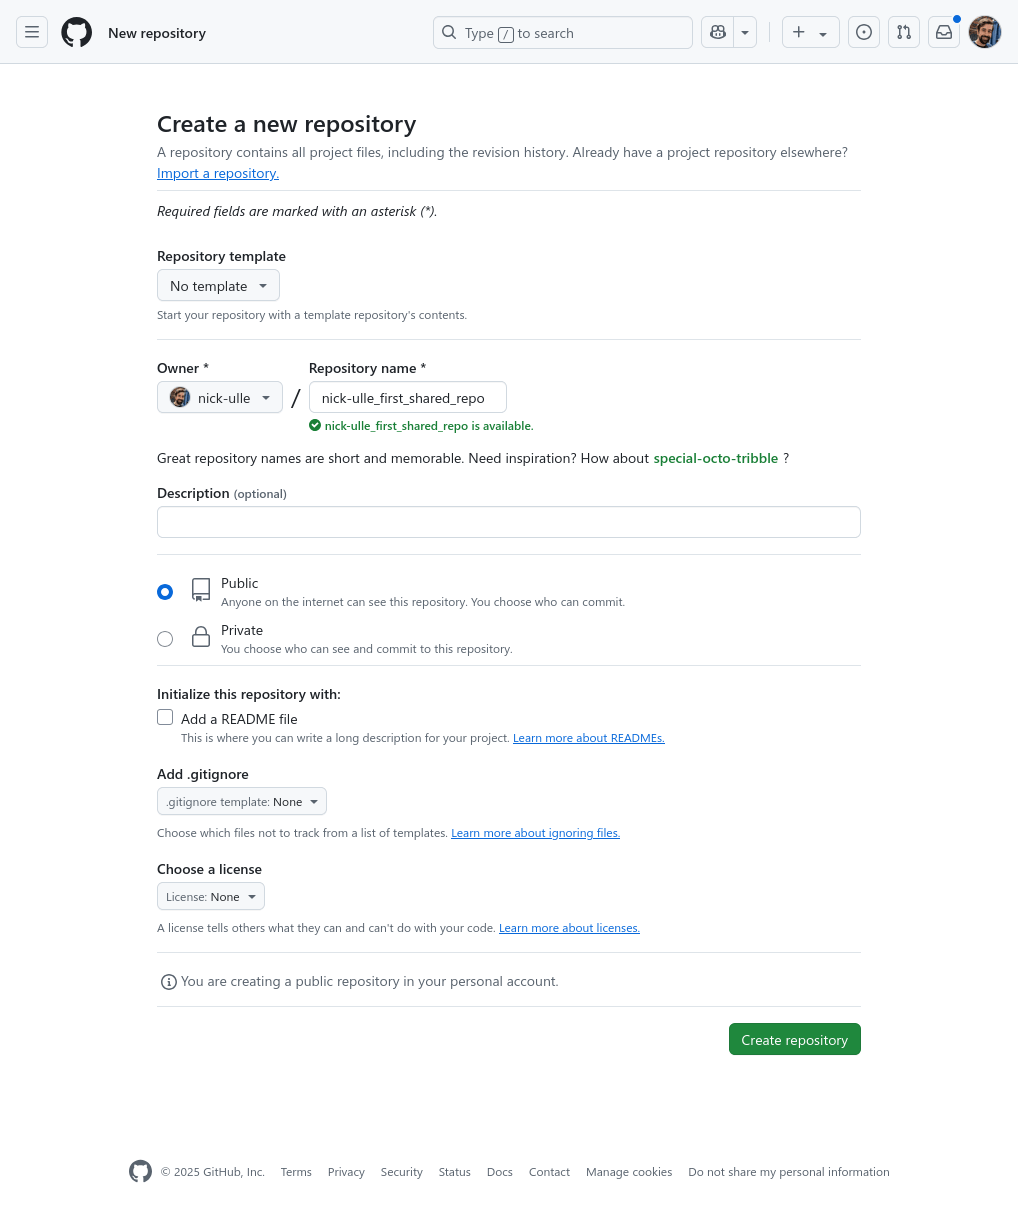 New repository
Type / to search
Create a new repository
A repository contains all project files, including the revision history. Already have a project repository elsewhere?
Import a repository.
Required fields are marked with an asterisk (*).
Repository template
No template
Start your repository with a template repository's contents.
Owner * Repository name *
nick-ulle / nick-ulle_first_shared_repo
nick-ulle_first_shared_repo is available.
Great repository names are short and memorable. Need inspiration? How about special-octo-tribble ?
Description (optional)
Public
Anyone on the internet can see this repository. You choose who can commit.
Private
You choose who can see and commit to this repository.
Initialize this repository with:
Add a README file
This is where you can write a long description for your project. Learn more about READMEs.
Add .gitignore
.gitignore template: None
Choose which files not to track from a list of templates. Learn more about ignoring files.
Choose a license
License: None
A license tells others what they can and can't do with your code. Learn more about licenses.
You are creating a public repository in your personal account.
Create repository
© 2025 GitHub, Inc. Terms Privacy Security Status Docs Contact Manage cookies Do not share my personal information